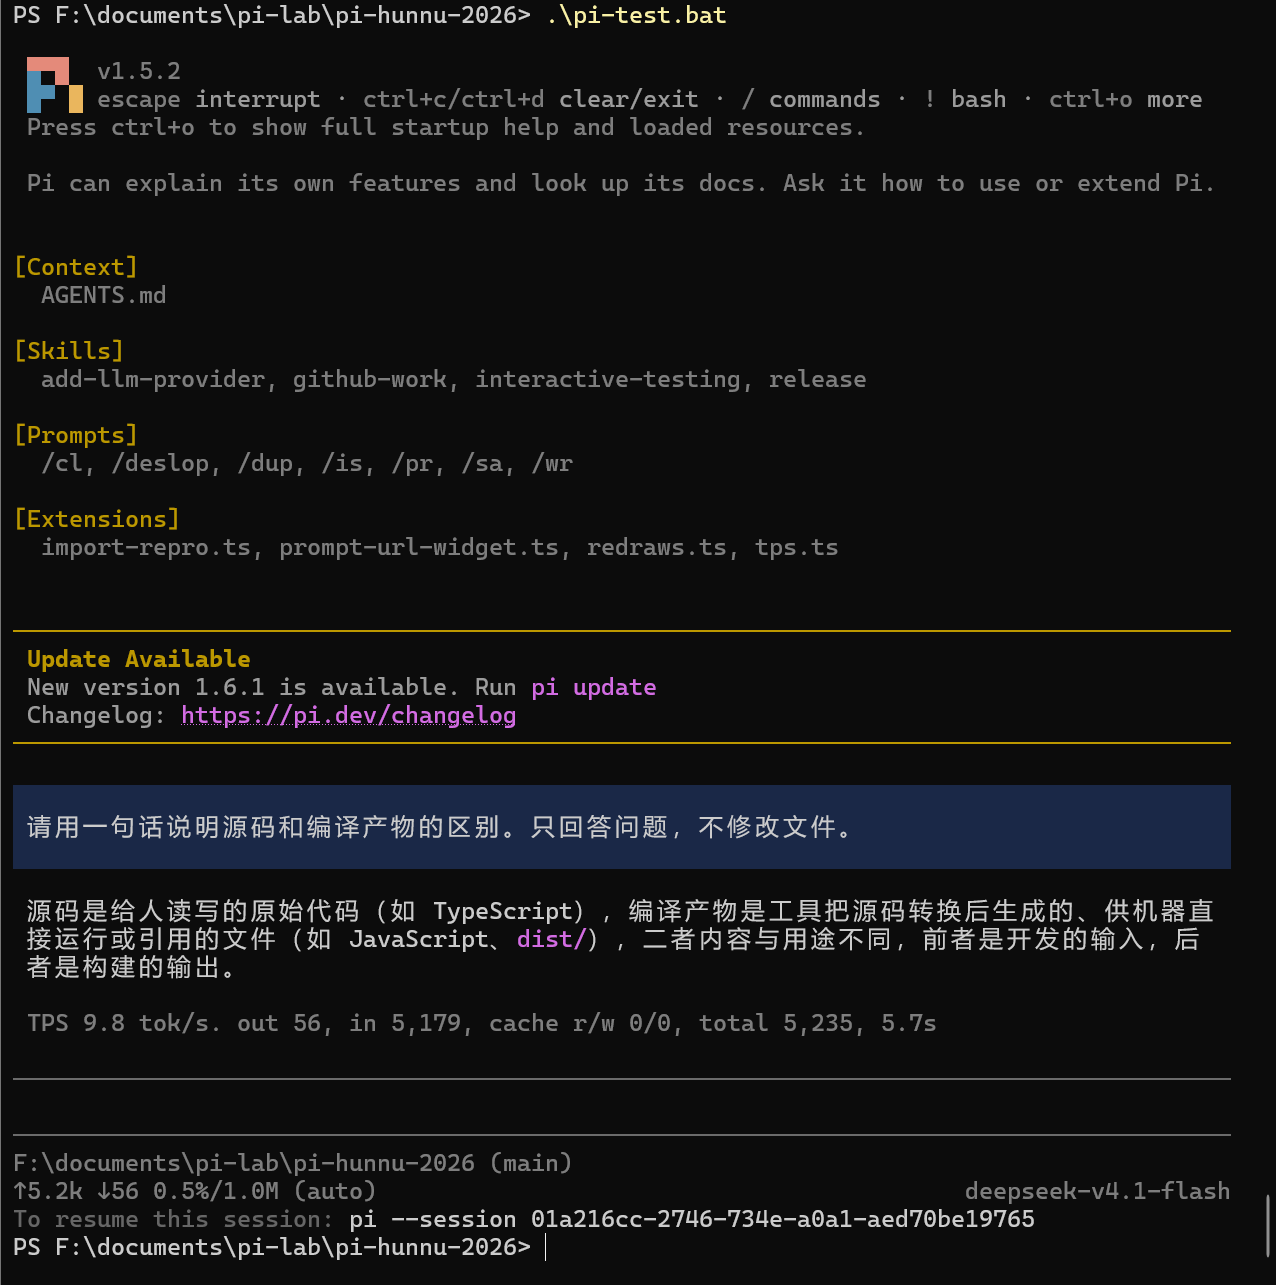 PS F:\documents\pi-lab\pi-hunnu-2026> .\pi-test.bat
v1.5.2
escape interrupt · ctrl+c/ctrl+d clear/exit · / commands · ! bash · ctrl+o more
Press ctrl+o to show full startup help and loaded resources.
Pi can explain its own features and look up its docs. Ask it how to use or extend Pi.
[Context]
AGENTS.md
[Skills]
add-llm-provider, github-work, interactive-testing, release
[Prompts]
/cl, /deslop, /dup, /is, /pr, /sa, /wr
[Extensions]
import-repro.ts, prompt-url-widget.ts, redraws.ts, tps.ts
Update Available
New version 1.6.1 is available. Run pi update
Changelog: https://pi.dev/changelog
请用一句话说明源码和编译产物的区别。只回答问题，不修改文件。
源码是给人读写的原始代码（如 TypeScript），编译产物是工具把源码转换后生成的、供机器直
接运行或引用的文件（如 JavaScript、dist/），二者内容与用途不同，前者是开发的输入，后
者是构建的输出。
TPS 9.8 tok/s. out 56, in 5,179, cache r/w 0/0, total 5,235, 5.7s
F:\documents\pi-lab\pi-hunnu-2026 (main)
↑5.2k ↓56 0.5%/1.0M (auto) deepseek-v4.1-flash
To resume this session: pi --session 01a216cc-2746-734e-a0a1-aed70be19765
PS F:\documents\pi-lab\pi-hunnu-2026>